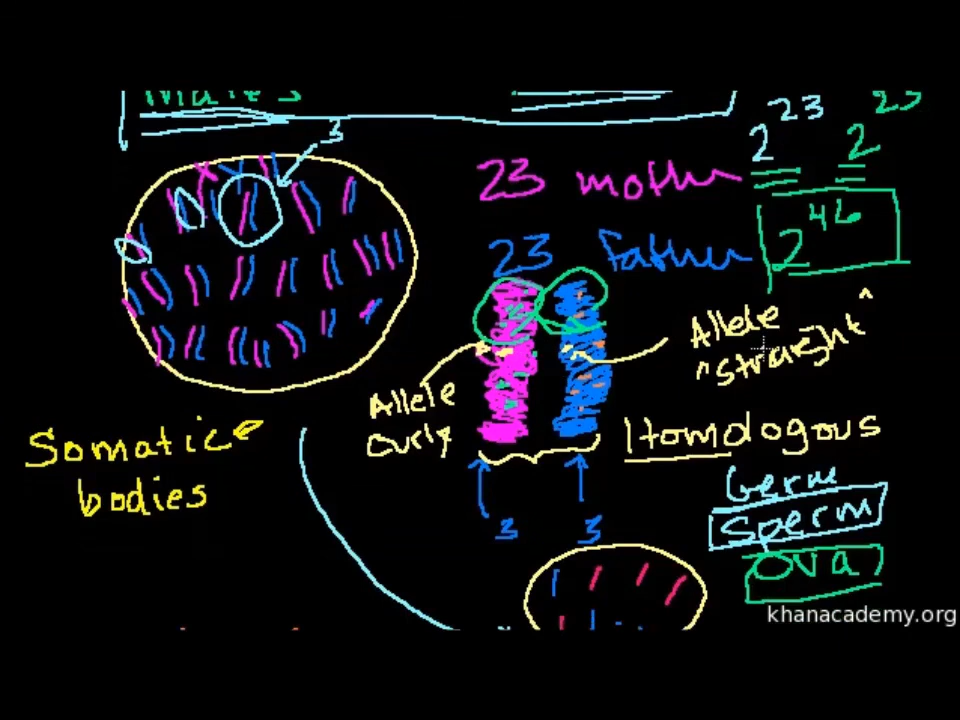 Males
3
2^23 2^23
23 mother
2^46
23 father
Allele
"straight"
Allele
curly
Homologous
Somatic
bodies
Germ
Sperm
Ova
3 3
khanacademy.org